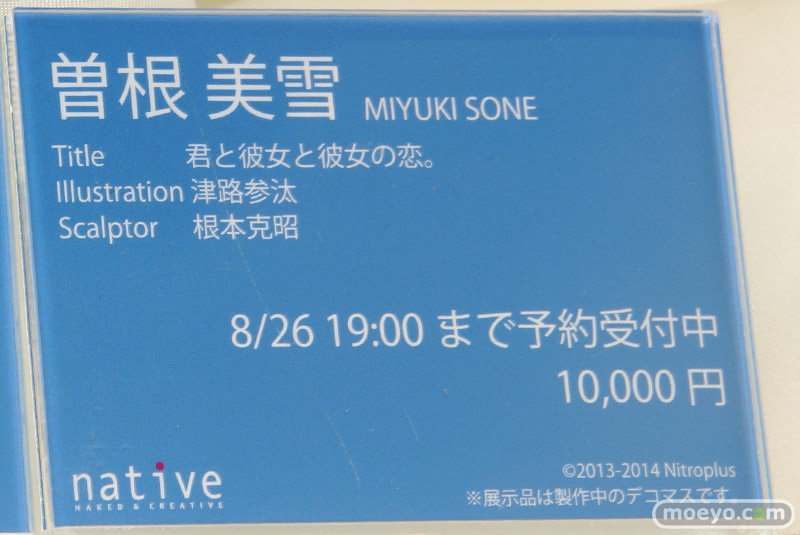 曽根 美雪 MIYUKI SONE
Title 君と彼女と彼女の恋。
Illustration 津路参汰
Scalptor 根本克昭
8/26 19:00 まで予約受付中
10,000 円
native
NAKED & CREATIVE
©2013-2014 Nitroplus
※展示品は製作中のデコマスです。
moeyo.com